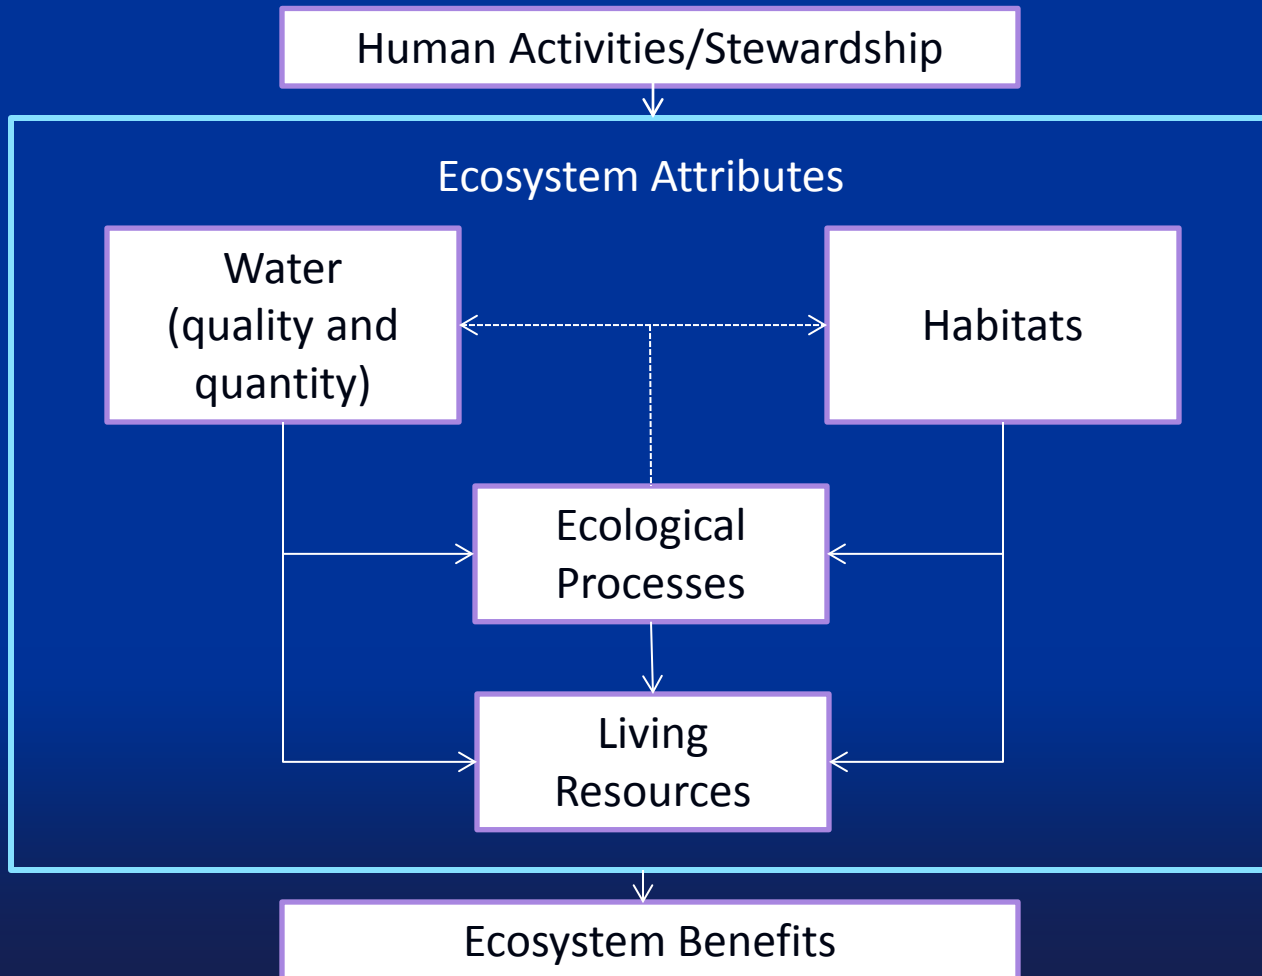 Human Activities/Stewardship
Ecosystem Attributes
Water
(quality and
quantity)
Habitats
Ecological
Processes
Living
Resources
Ecosystem Benefits